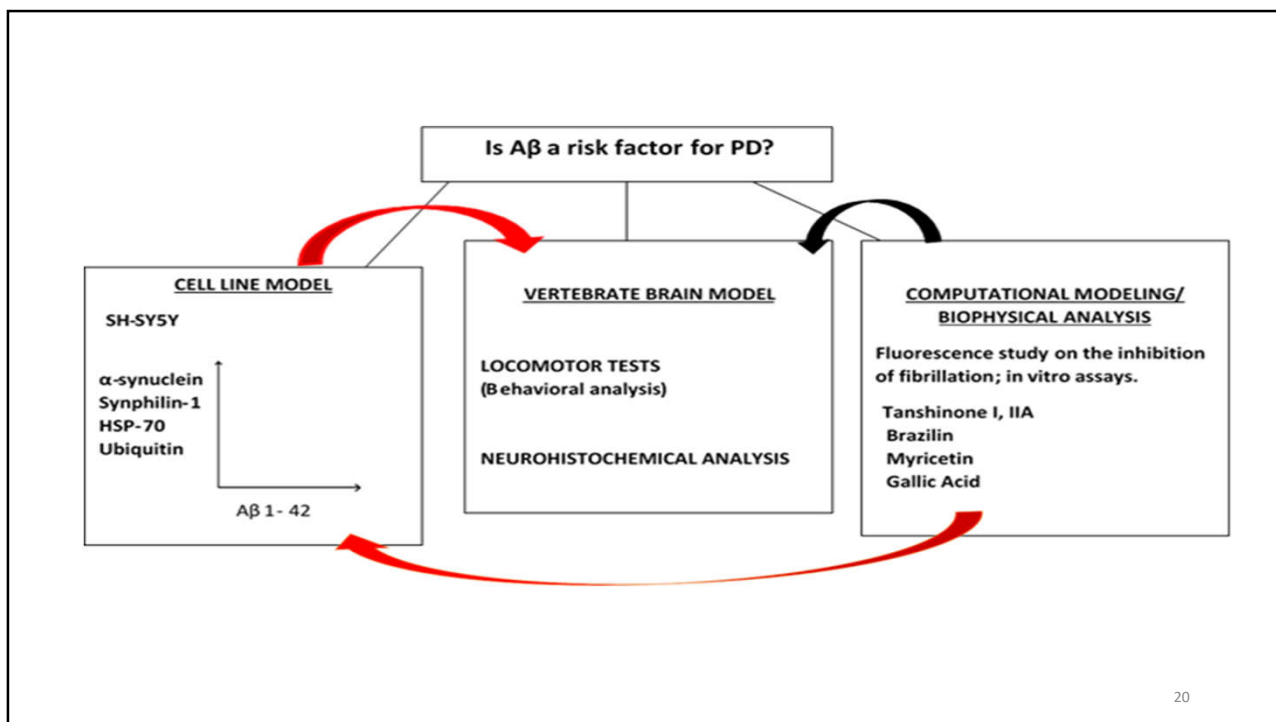 Is Aβ a risk factor for PD?
CELL LINE MODEL
SH-SY5Y
α-synuclein
Synphilin-1
HSP-70
Ubiquitin
Aβ 1- 42
VERTEBRATE BRAIN MODEL
LOCOMOTOR TESTS
(Behavioral analysis)
NEUROHISTOCHEMICAL ANALYSIS
COMPUTATIONAL MODELING/
BIOPHYSICAL ANALYSIS
Fluorescence study on the inhibition
of fibrillation; in vitro assays.
Tanshinone I, IIA
Brazilin
Myricetin
Gallic Acid
20